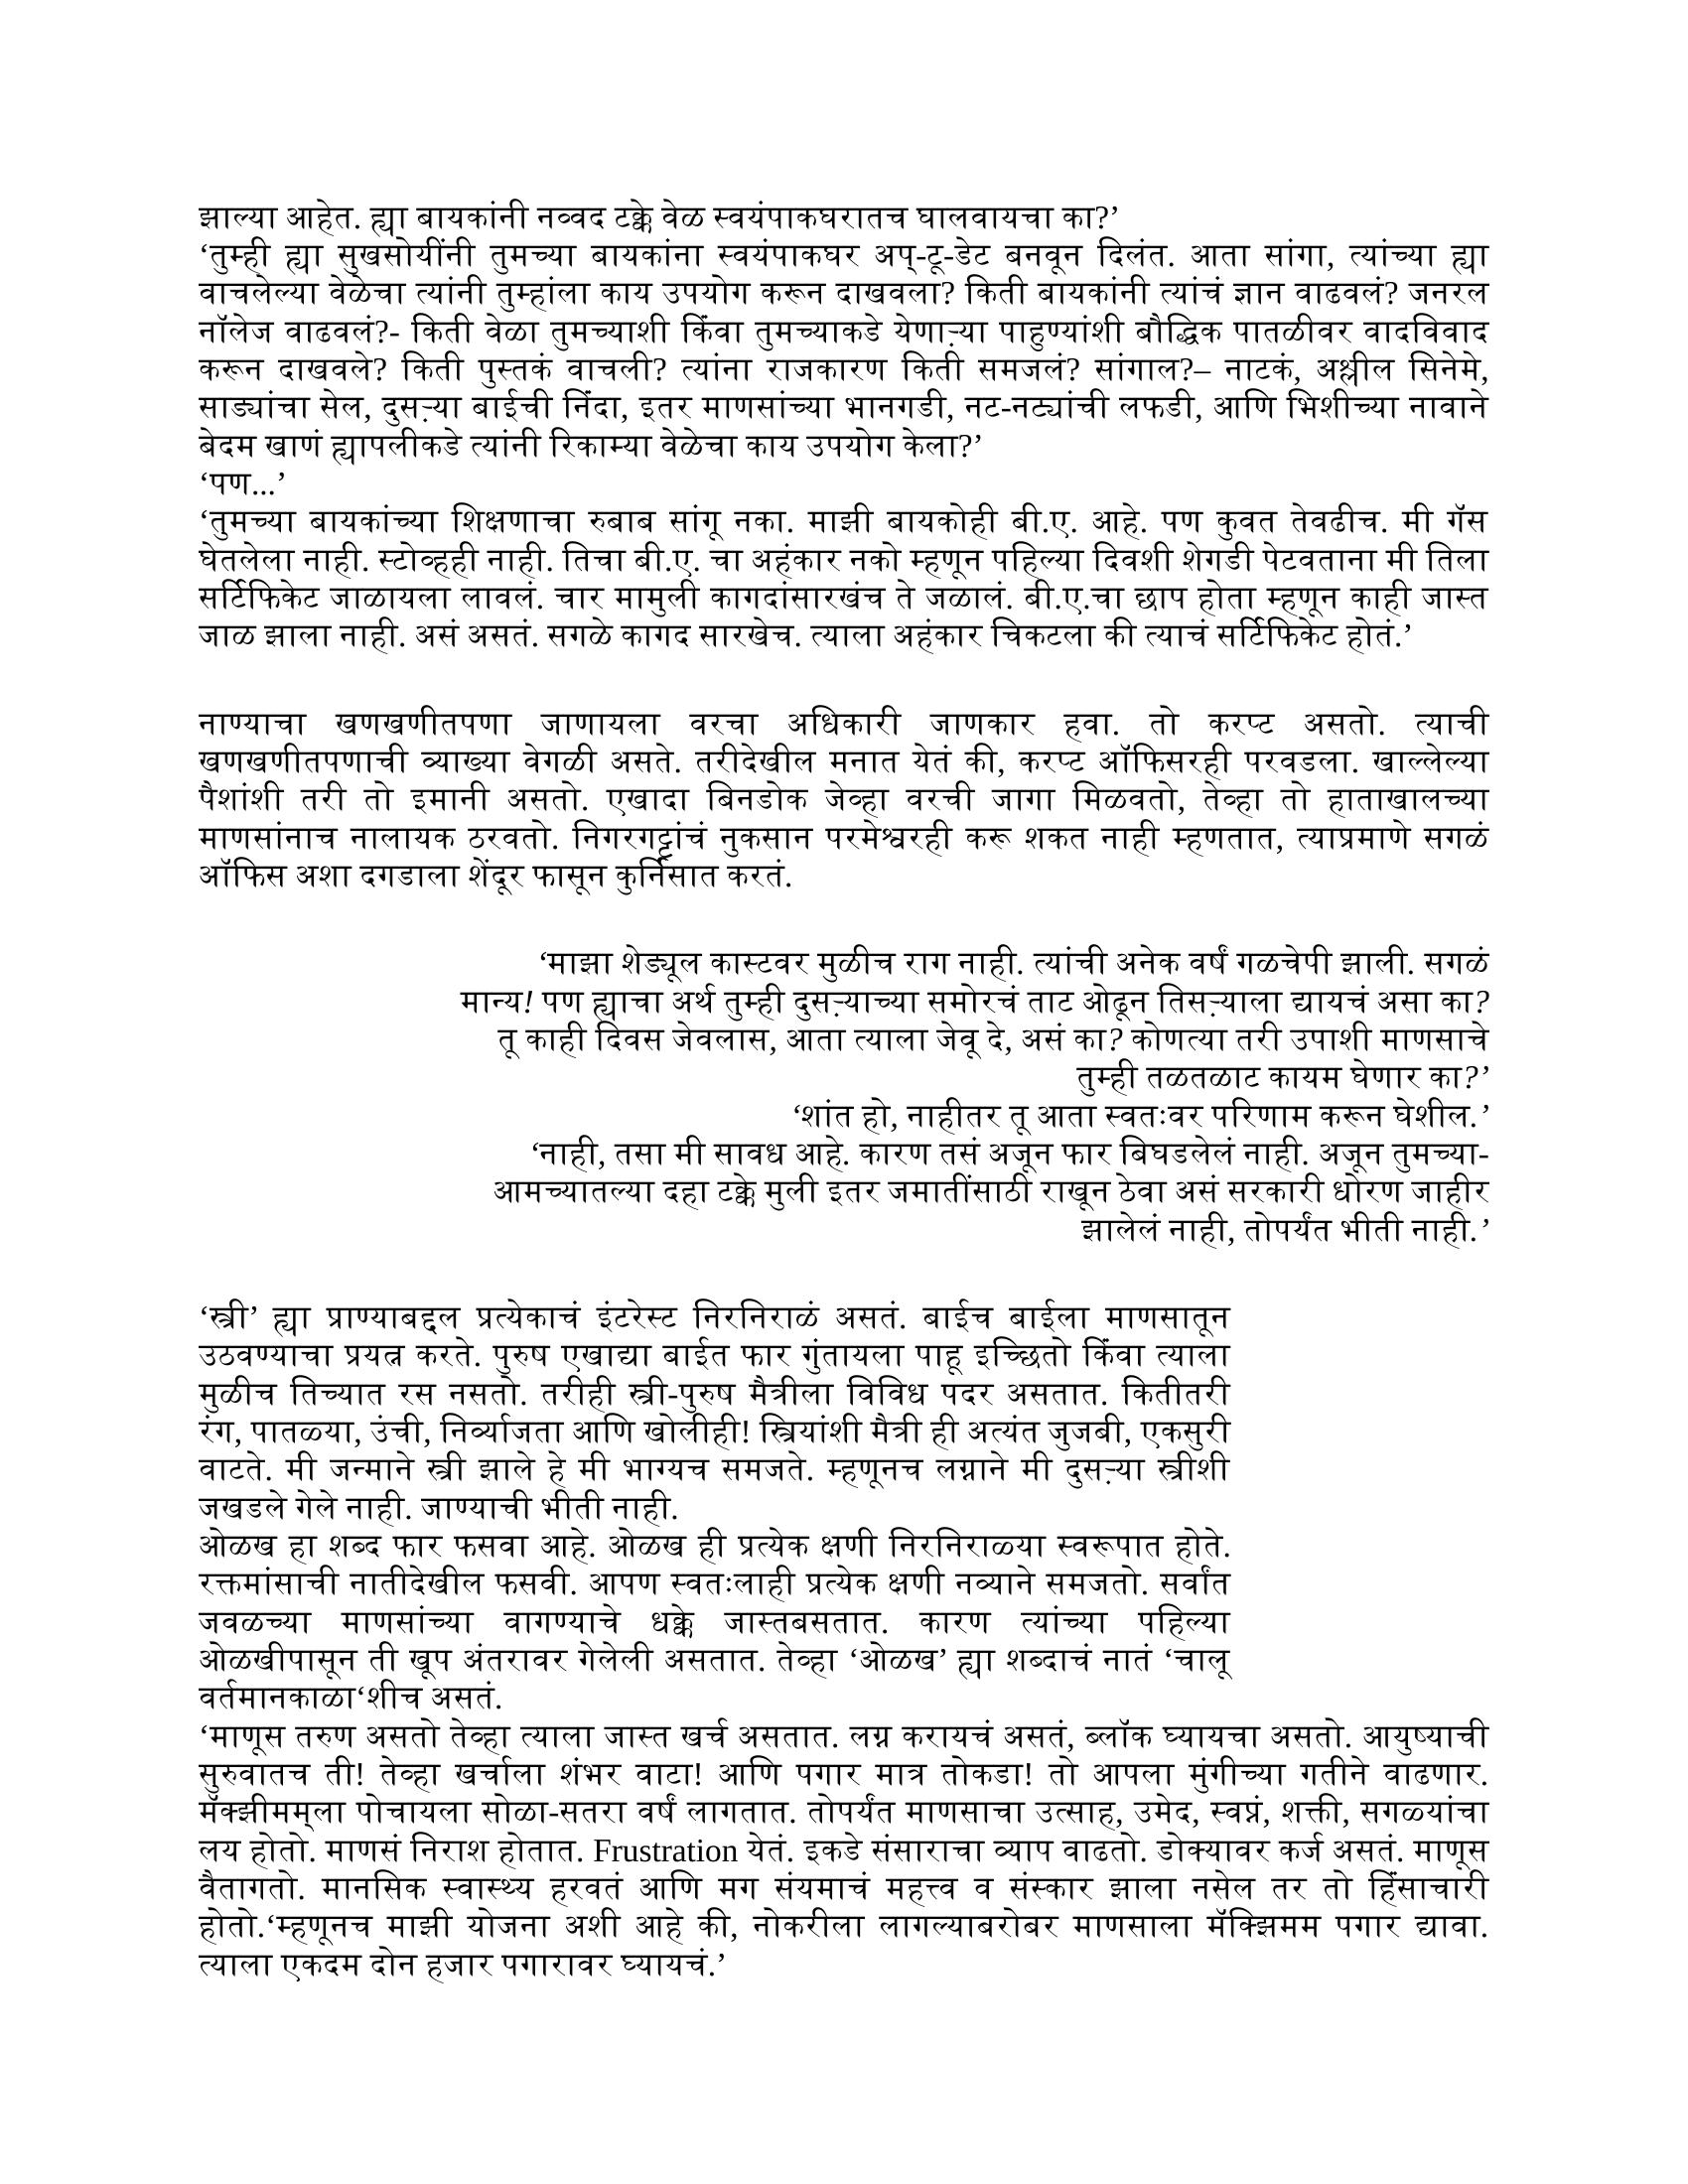 झाल्या आहेत. ह्या बायकांनी नव्वद टक्के वेळ स्वयंपाकघरातच घालवायचा का?’
‘तुम्ही ह्या सुखसोयींनी तुमच्या बायकांना स्वयंपाकघर अप्-टू-डेट बनवून दिलंत. आता सांगा, त्यांच्या ह्या
वाचलेल्या वेळेचा त्यांनी तुम्हांला काय उपयोग करून दाखवला? किती बायकांनी त्यांचं ज्ञान वाढवलं? जनरल
नॉलेज वाढवलं?- किती वेळा तुमच्याशी किंवा तुमच्याकडे येणाऱ्या पाहुण्यांशी बौद्धिक पातळीवर वादविवाद
करून दाखवले? किती पुस्तकं वाचली? त्यांना राजकारण किती समजलं? सांगाल?– नाटकं, अश्लील सिनेमे,
साड्यांचा सेल, दुसऱ्या बाईची निंदा, इतर माणसांच्या भानगडी, नट-नट्यांची लफडी, आणि भिशीच्या नावाने
बेदम खाणं ह्यापलीकडे त्यांनी रिकाम्या वेळेचा काय उपयोग केला?’
‘पण...’
‘तुमच्या बायकांच्या शिक्षणाचा रुबाब सांगू नका. माझी बायकोही बी.ए. आहे. पण कुवत तेवढीच. मी गॅस
घेतलेला नाही. स्टोव्हही नाही. तिचा बी.ए. चा अहंकार नको म्हणून पहिल्या दिवशी शेगडी पेटवताना मी तिला
सर्टिफिकेट जाळायला लावलं. चार मामुली कागदांसारखंच ते जळालं. बी.ए.चा छाप होता म्हणून काही जास्त
जाळ झाला नाही. असं असतं. सगळे कागद सारखेच. त्याला अहंकार चिकटला की त्याचं सर्टिफिकेट होतं.’
नाण्याचा खणखणीतपणा जाणायला वरचा अधिकारी जाणकार हवा. तो करप्ट असतो. त्याची
खणखणीतपणाची व्याख्या वेगळी असते. तरीदेखील मनात येतं की, करप्ट ऑफिसरही परवडला. खाल्लेल्या
पैशांशी तरी तो इमानी असतो. एखादा बिनडोक जेव्हा वरची जागा मिळवतो, तेव्हा तो हाताखालच्या
माणसांनाच नालायक ठरवतो. निगरगट्टांचं नुकसान परमेश्वरही करू शकत नाही म्हणतात, त्याप्रमाणे सगळं
ऑफिस अशा दगडाला शेंदूर फासून कुर्निसात करतं.
‘माझा शेड्यूल कास्टवर मुळीच राग नाही. त्यांची अनेक वर्षं गळचेपी झाली. सगळं
मान्य! पण ह्याचा अर्थ तुम्ही दुसऱ्याच्या समोरचं ताट ओढून तिसऱ्याला द्यायचं असा का?
तू काही दिवस जेवलास, आता त्याला जेवू दे, असं का? कोणत्या तरी उपाशी माणसाचे
तुम्ही तळतळाट कायम घेणार का?’
‘शांत हो, नाहीतर तू आता स्वतःवर परिणाम करून घेशील.’
‘नाही, तसा मी सावध आहे. कारण तसं अजून फार बिघडलेलं नाही. अजून तुमच्या-
आमच्यातल्या दहा टक्के मुली इतर जमातींसाठी राखून ठेवा असं सरकारी धोरण जाहीर
झालेलं नाही, तोपर्यंत भीती नाही.’
‘स्त्री’ ह्या प्राण्याबद्दल प्रत्येकाचं इंटरेस्ट निरनिराळं असतं. बाईच बाईला माणसातून
उठवण्याचा प्रयत्न करते. पुरुष एखाद्या बाईत फार गुंतायला पाहू इच्छितो किंवा त्याला
मुळीच तिच्यात रस नसतो. तरीही स्त्री-पुरुष मैत्रीला विविध पदर असतात. कितीतरी
रंग, पातळ्या, उंची, निर्व्याजता आणि खोलीही! स्त्रियांशी मैत्री ही अत्यंत जुजबी, एकसुरी
वाटते. मी जन्माने स्त्री झाले हे मी भाग्यच समजते. म्हणूनच लग्नाने मी दुसऱ्या स्त्रीशी
जखडले गेले नाही. जाण्याची भीती नाही.
ओळख हा शब्द फार फसवा आहे. ओळख ही प्रत्येक क्षणी निरनिराळ्या स्वरूपात होते.
रक्तमांसाची नातीदेखील फसवी. आपण स्वतःलाही प्रत्येक क्षणी नव्याने समजतो. सर्वांत
जवळच्या माणसांच्या वागण्याचे धक्के जास्तबसतात. कारण त्यांच्या पहिल्या
ओळखीपासून ती खूप अंतरावर गेलेली असतात. तेव्हा ‘ओळख’ ह्या शब्दाचं नातं ‘चालू
वर्तमानकाळा‘शीच असतं.
‘माणूस तरुण असतो तेव्हा त्याला जास्त खर्च असतात. लग्न करायचं असतं, ब्लॉक घ्यायचा असतो. आयुष्याची
सुरुवातच ती! तेव्हा खर्चाला शंभर वाटा! आणि पगार मात्र तोकडा! तो आपला मुंगीच्या गतीने वाढणार.
मॅक्झीमम्‌ला पोचायला सोळा-सतरा वर्षं लागतात. तोपर्यंत माणसाचा उत्साह, उमेद, स्वप्नं, शक्ती, सगळ्यांचा
लय होतो. माणसं निराश होतात. Frustration येतं. इकडे संसाराचा व्याप वाढतो. डोक्यावर कर्ज असतं. माणूस
वैतागतो. मानसिक स्वास्थ्य हरवतं आणि मग संयमाचं महत्त्व व संस्कार झाला नसेल तर तो हिंसाचारी
होतो.‘म्हणूनच माझी योजना अशी आहे की, नोकरीला लागल्याबरोबर माणसाला मॅक्झिमम पगार द्यावा.
त्याला एकदम दोन हजार पगारावर घ्यायचं.’